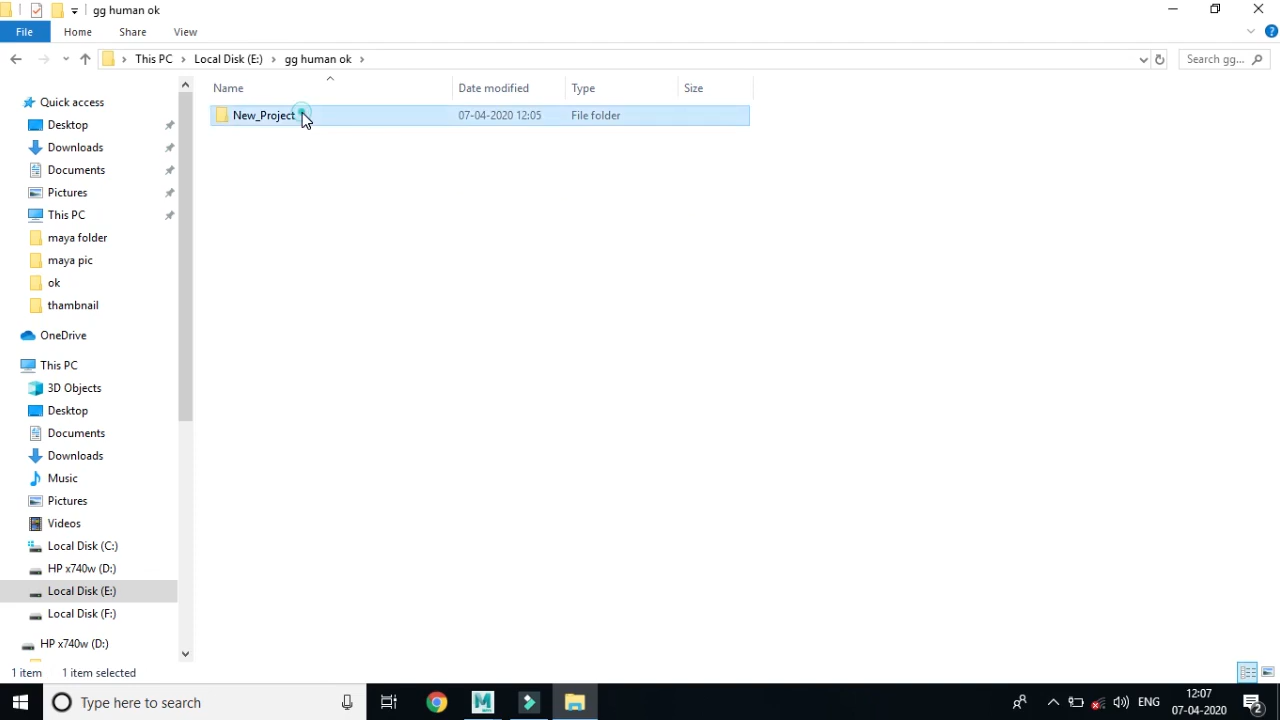 gg human ok
File
Home
Share
View
This PC
Local Disk (E:)
gg human ok
Search gg...
Name
Date modified
Type
Size
New_Project
07-04-2020 12:05
File folder
Quick access
Desktop
Downloads
Documents
Pictures
This PC
maya folder
maya pic
ok
thambnail
OneDrive
This PC
3D Objects
Desktop
Documents
Downloads
Music
Pictures
Videos
Local Disk (C:)
HP x740w (D:)
Local Disk (E:)
Local Disk (F:)
HP x740w (D:)
1 item
1 item selected
Type here to search
ENG
12:07
07-04-2020
2